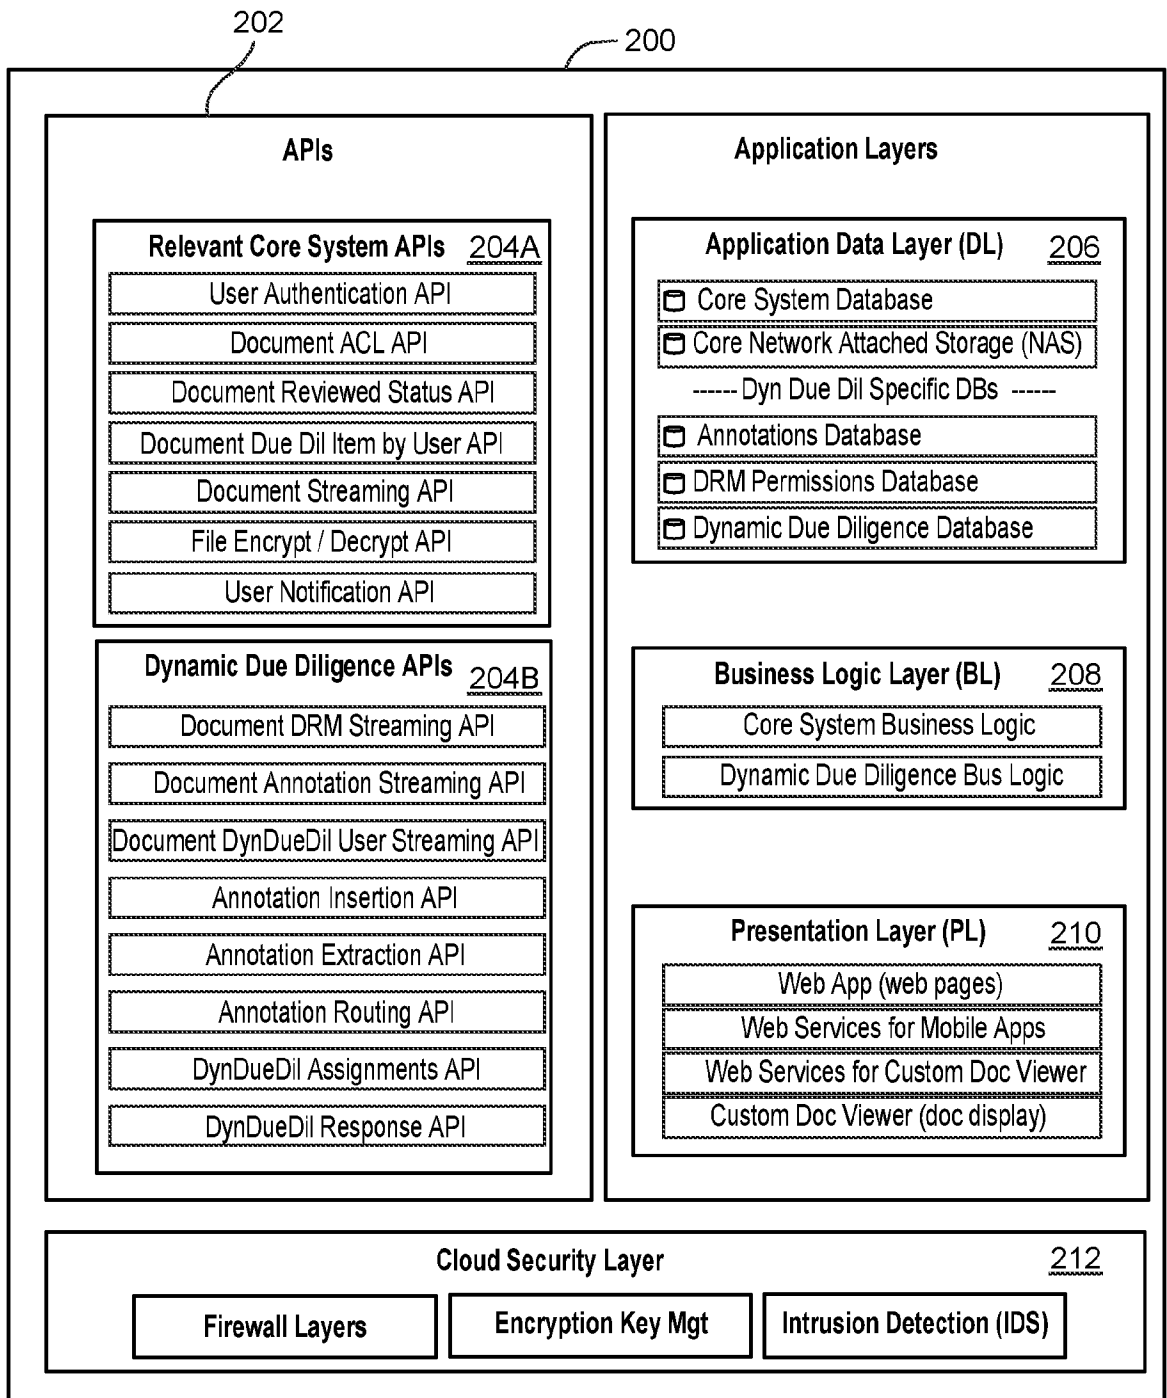 202
200
APIs
Relevant Core System APIs 204A
User Authentication API
Document ACL API
Document Reviewed Status API
Document Due Dil Item by User API
Document Streaming API
File Encrypt / Decrypt API
User Notification API
Dynamic Due Diligence APIs 204B
Document DRM Streaming API
Document Annotation Streaming API
Document DynDueDil User Streaming API
Annotation Insertion API
Annotation Extraction API
Annotation Routing API
DynDueDil Assignments API
DynDueDil Response API
Application Layers
Application Data Layer (DL) 206
Core System Database
Core Network Attached Storage (NAS)
------ Dyn Due Dil Specific DBs ------
Annotations Database
DRM Permissions Database
Dynamic Due Diligence Database
Business Logic Layer (BL) 208
Core System Business Logic
Dynamic Due Diligence Bus Logic
Presentation Layer (PL) 210
Web App (web pages)
Web Services for Mobile Apps
Web Services for Custom Doc Viewer
Custom Doc Viewer (doc display)
Cloud Security Layer 212
Firewall Layers
Encryption Key Mgt
Intrusion Detection (IDS)